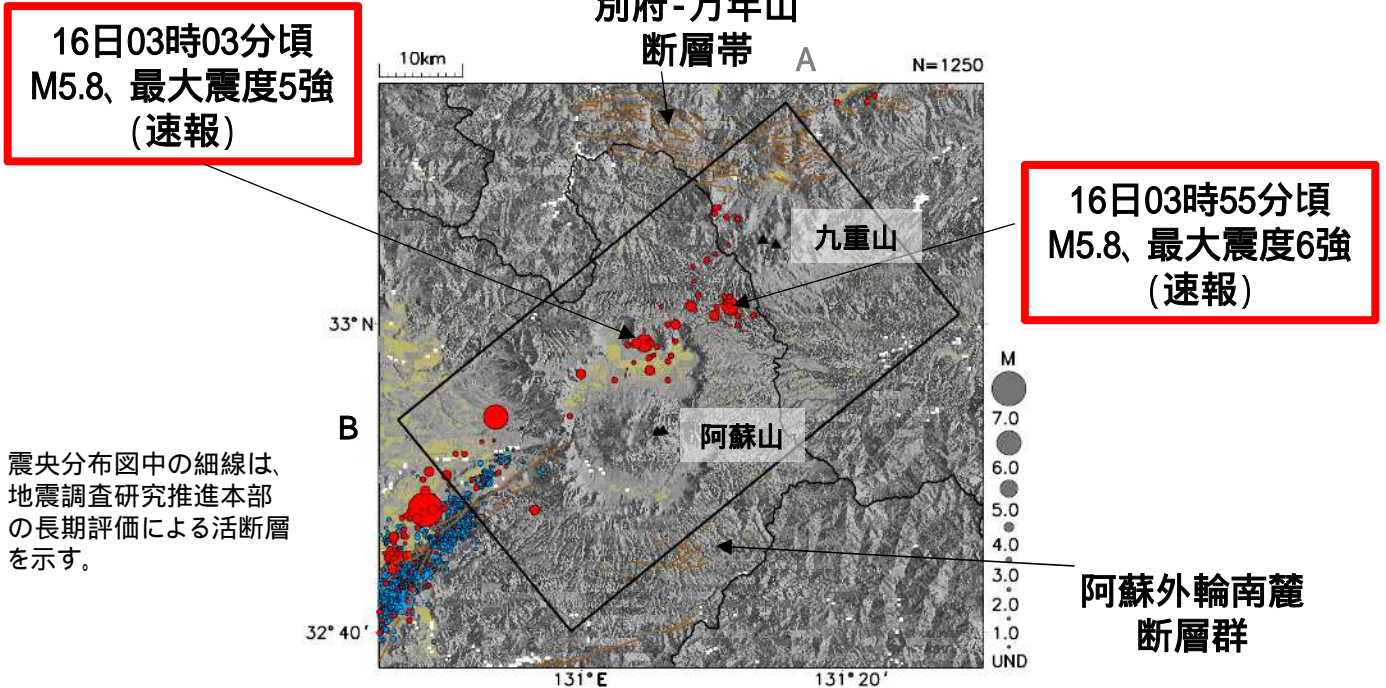 別府-万年山
断層帯
16日03時03分頃
M5.8、最大震度5強
(速報)
10km
A
N=1250
16日03時55分頃
M5.8、最大震度6強
(速報)
九重山
33°N
阿蘇山
B
震央分布図中の細線は、
地震調査研究推進本部
の長期評価による活断層
を示す。
M
7.0
6.0
5.0
4.0
3.0
2.0
1.0
UND
阿蘇外輪南麓
断層群
32°40'
131°E
131°20'